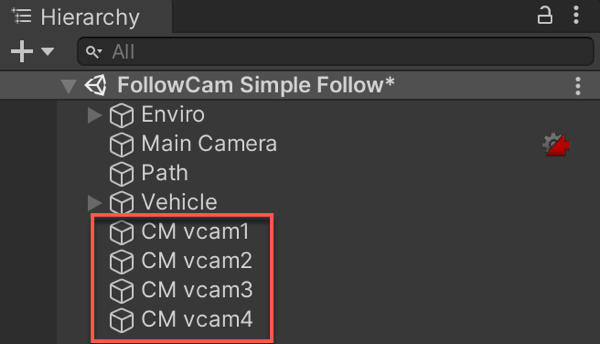 Hierarchy
All
FollowCam Simple Follow*
Enviro
Main Camera
Path
Vehicle
CM vcam1
CM vcam2
CM vcam3
CM vcam4